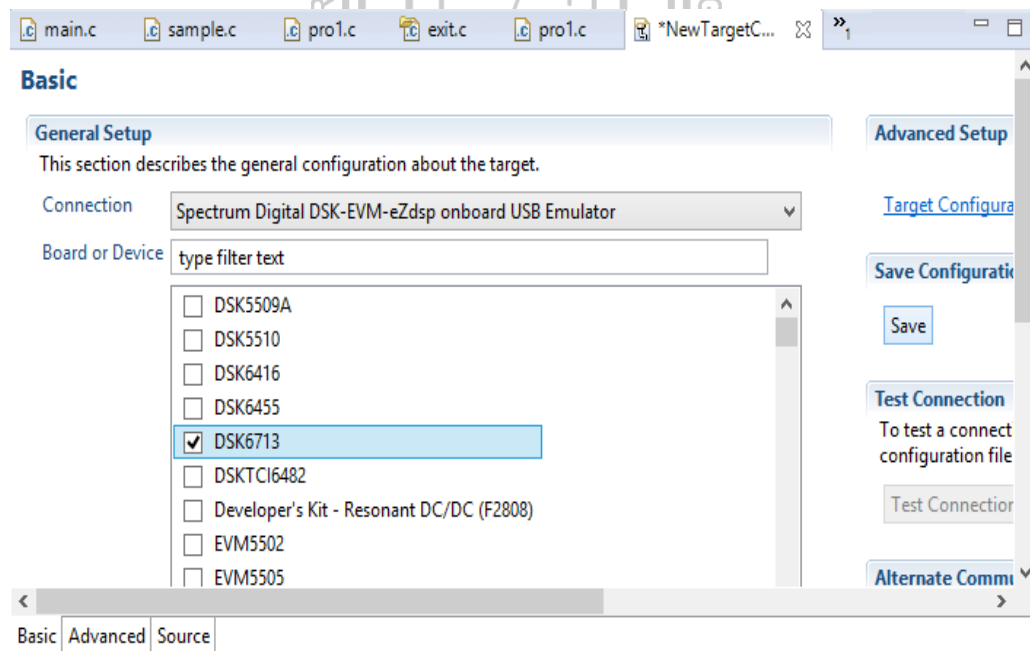 main.c sample.c pro1.c exit.c pro1.c *NewTargetC... »1
Basic
General Setup
This section describes the general configuration about the target.
Connection Spectrum Digital DSK-EVM-eZdsp onboard USB Emulator
Board or Device type filter text
DSK5509A
DSK5510
DSK6416
DSK6455
DSK6713
DSKTCI6482
Developer's Kit - Resonant DC/DC (F2808)
EVM5502
EVM5505
Advanced Setup
Target Configura
Save Configuratio
Save
Test Connection
To test a connect
configuration file
Test Connection
Alternate Commu
Basic Advanced Source